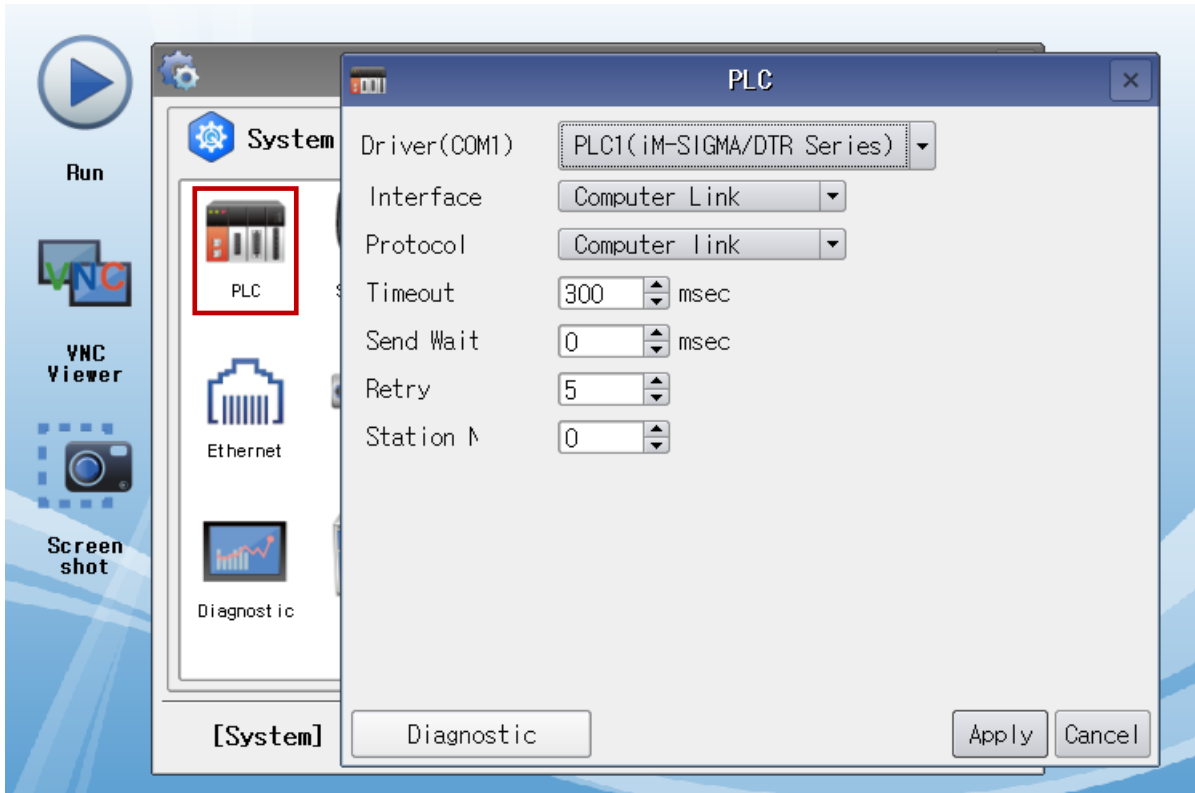 Run
VNC
VNC
Viewer
Screen
shot
System
PLC
Ethernet
Diagnostic
[System]
PLC
Driver(COM1)
PLC1(iM-SIGMA/DTR Series)
Interface
Computer Link
Protocol
Computer link
Timeout
300
msec
Send Wait
0
msec
Retry
5
Station
0
Diagnostic
Apply
Cancel